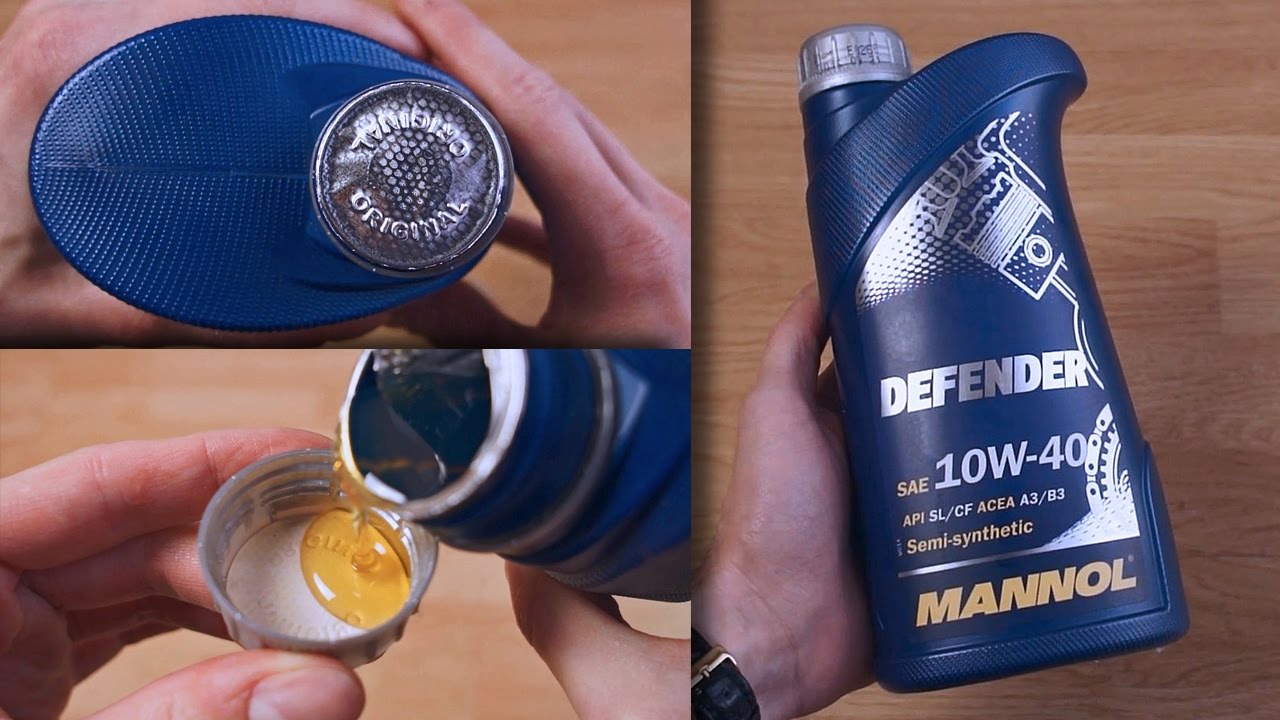 ORIGINAL
ORIGINAL
DEFENDER
SAE 10W-40
API SL/CF ACEA A3/B3
Semi-synthetic
MANNOL